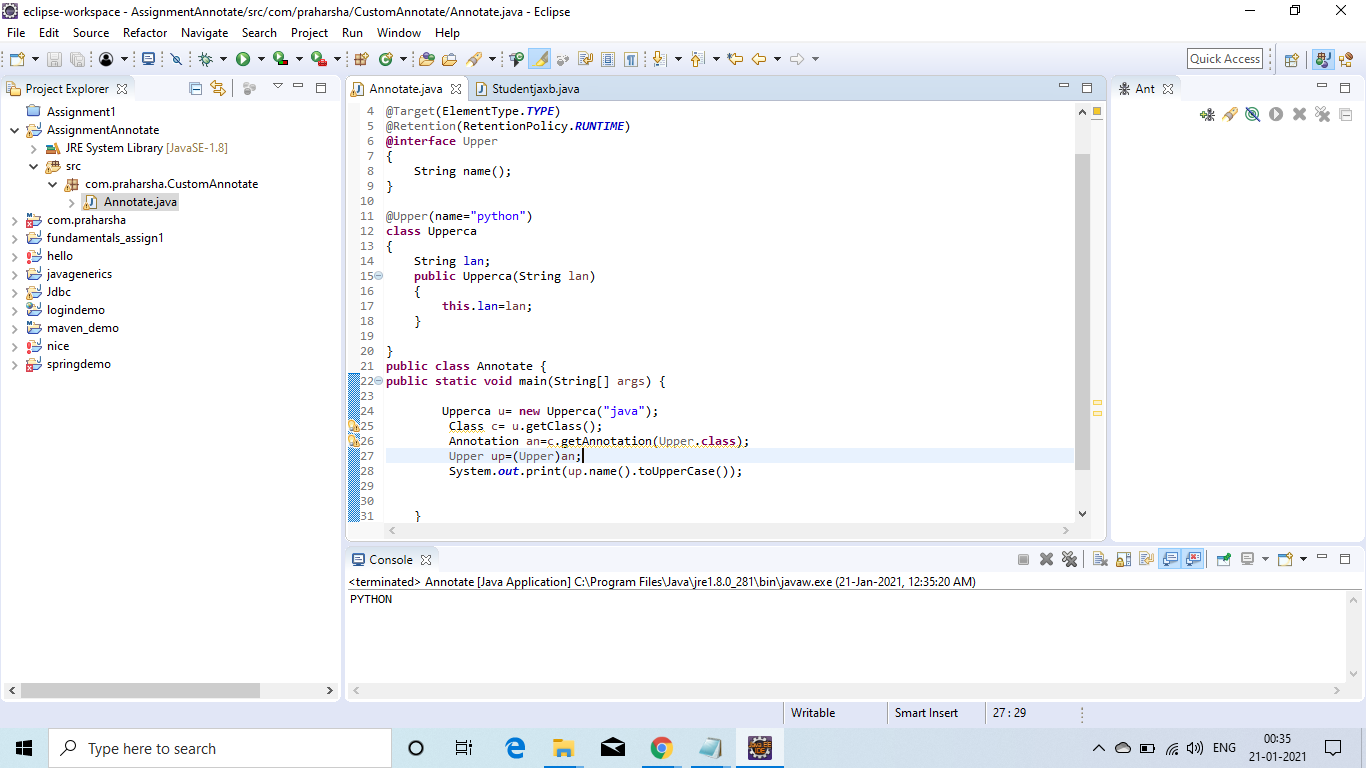 eclipse-workspace - AssignmentAnnotate/src/com/praharsha/CustomAnnotate/Annotate.java - Eclipse
File Edit Source Refactor Navigate Search Project Run Window Help
Quick Access
Project Explorer
Assignment1
AssignmentAnnotate
JRE System Library [JavaSE-1.8]
src
com.praharsha.CustomAnnotate
Annotate.java
com.praharsha
fundamentals_assign1
hello
javagenerics
Jdbc
logindemo
maven_demo
nice
springdemo
Annotate.java Studentjaxb.java
4 @Target(ElementType.TYPE)
5 @Retention(RetentionPolicy.RUNTIME)
6 @interface Upper
7 {
8 String name();
9 }
10
11 @Upper(name="python")
12 class Upperca
13 {
14 String lan;
15 public Upperca(String lan)
16 {
17 this.lan=lan;
18 }
19
20 }
21 public class Annotate {
22 public static void main(String[] args) {
23
24 Upperca u= new Upperca("java");
25 Class c= u.getClass();
26 Annotation an=c.getAnnotation(Upper.class);
27 Upper up=(Upper)an;
28 System.out.print(up.name().toUpperCase());
29
30
31 }
Ant
Console
<terminated> Annotate [Java Application] C:\Program Files\Java\jre1.8.0_281\bin\javaw.exe (21-Jan-2021, 12:35:20 AM)
PYTHON
Writable Smart Insert 27 : 29
Type here to search
ENG
00:35
21-01-2021